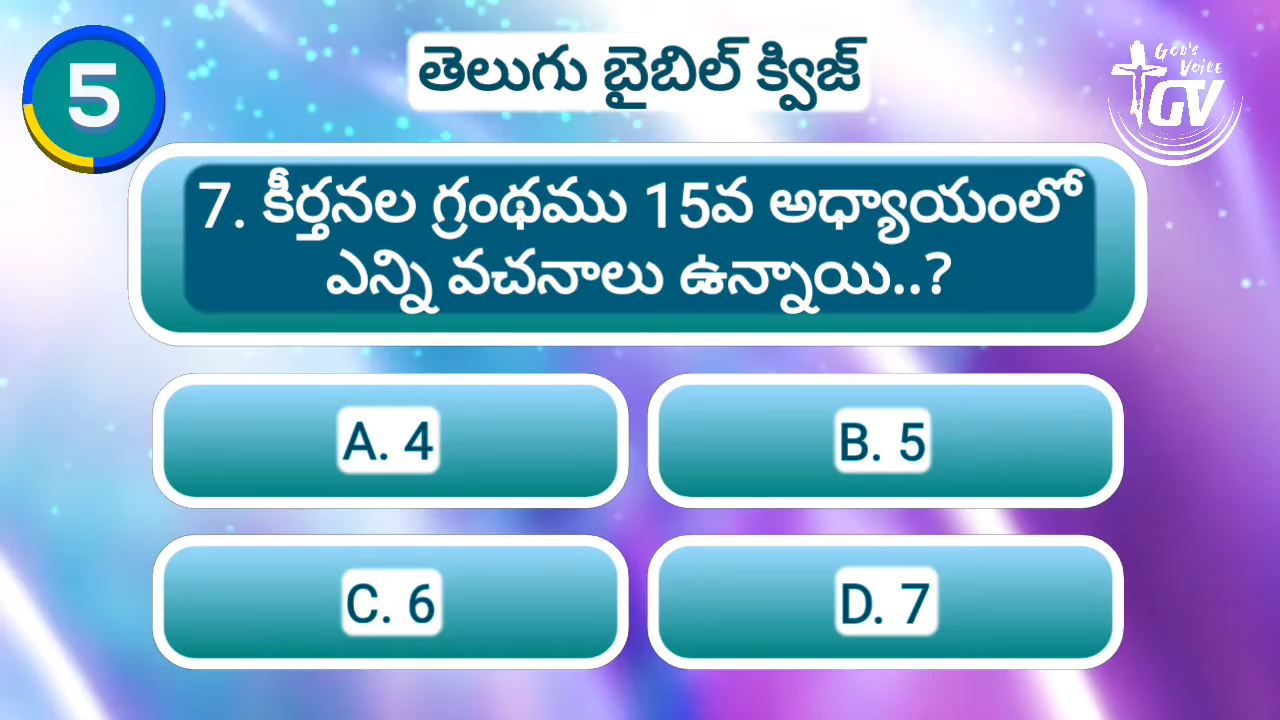 5
తెలుగు బైబిల్ క్విజ్
GOD'S
VOICE
GV
7. కీర్తనల గ్రంథము 15వ అధ్యాయంలో
ఎన్ని వచనాలు ఉన్నాయి..?
A. 4
B. 5
C. 6
D. 7